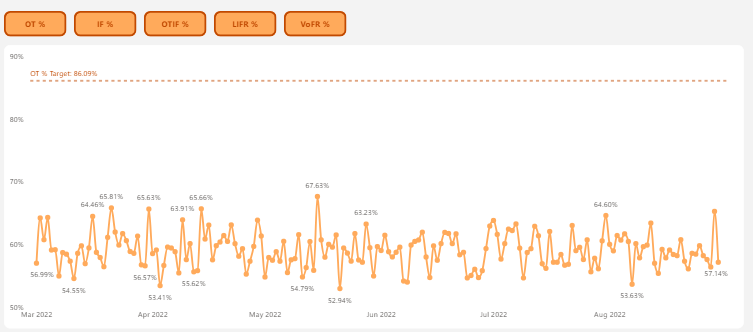 OT % IF % OTIF % LIFR % VoFR %
90%
OT % Target: 86.09%
80%
70%
67.63%
65.81% 65.63% 65.66%
64.46% 63.91% 63.23% 64.60%
60%
56.99% 56.57% 57.14%
54.55% 55.62% 54.79%
53.41% 52.94% 53.63%
50%
Mar 2022 Apr 2022 May 2022 Jun 2022 Jul 2022 Aug 2022